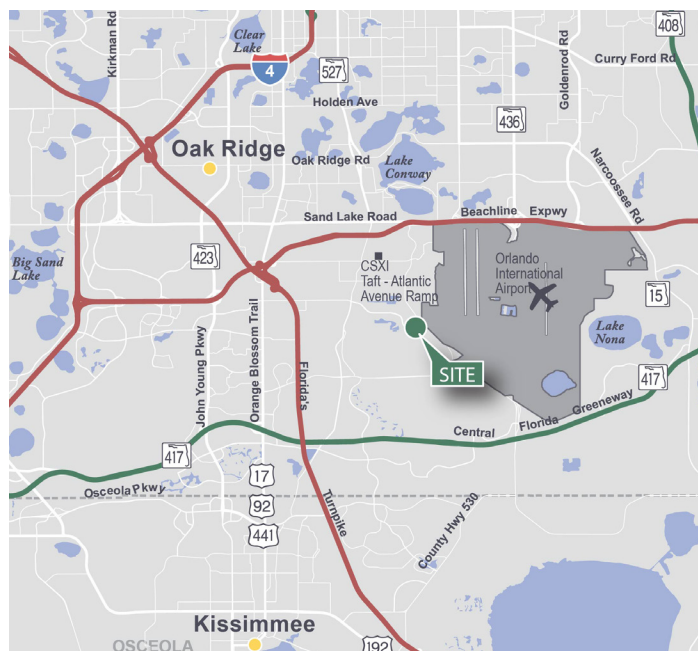 Kirkman Rd
Clear
Lake
4
527
Holden Ave
Goldenrod Rd
408
Curry Ford Rd
436
Oak Ridge
Oak Ridge Rd
Lake
Conway
Narcoossee Rd
Sand Lake Road
Beachline Expwy
423
Big Sand
Lake
CSXI
Taft - Atlantic
Avenue Ramp
Orlando
International
Airport
15
Lake
Nona
SITE
417
John Young Pkwy
Orange Blossom Trail
Florida's
Turnpike
Central Florida Greeneway
417
Osceola Pkwy
17
92
441
County Hwy 530
Kissimmee
OSCEOLA
192